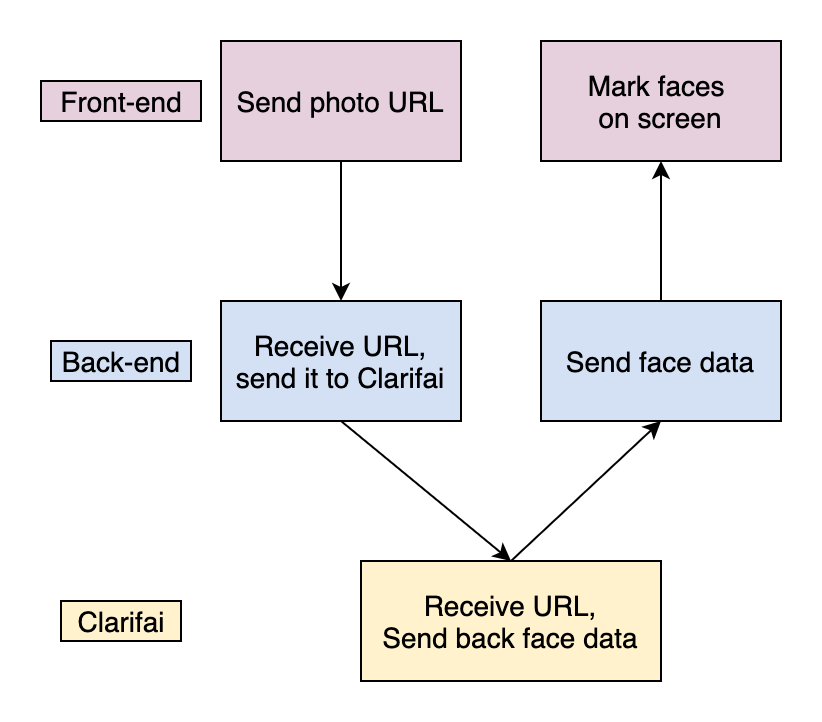 Front-end
Send photo URL
Mark faces
on screen
Back-end
Receive URL,
send it to Clarifai
Send face data
Clarifai
Receive URL,
Send back face data